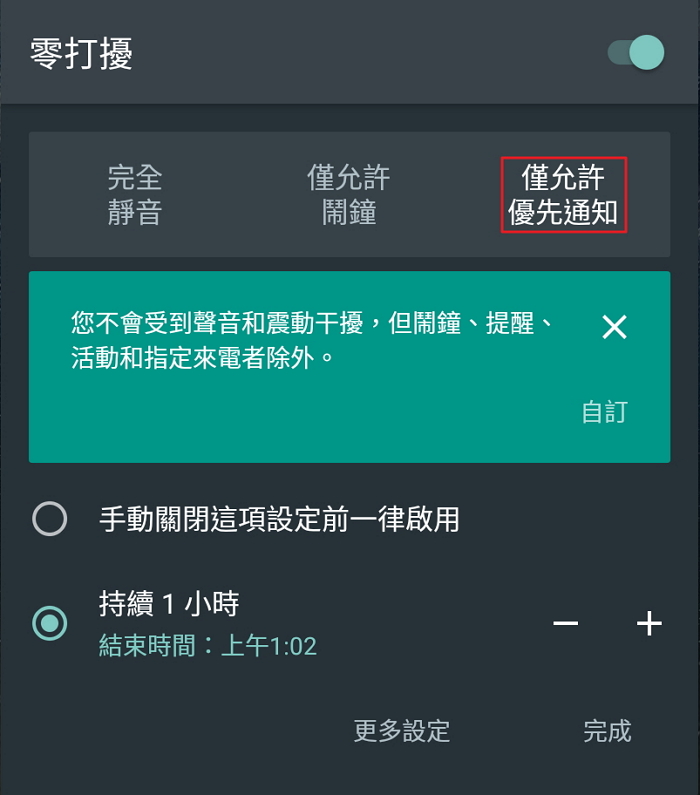 零打擾
完全
靜音
僅允許
鬧鐘
僅允許
優先通知
您不會受到聲音和震動干擾，但鬧鐘、提醒、
活動和指定來電者除外。
自訂
手動關閉這項設定前一律啟用
持續 1 小時
結束時間：上午1:02
更多設定
完成